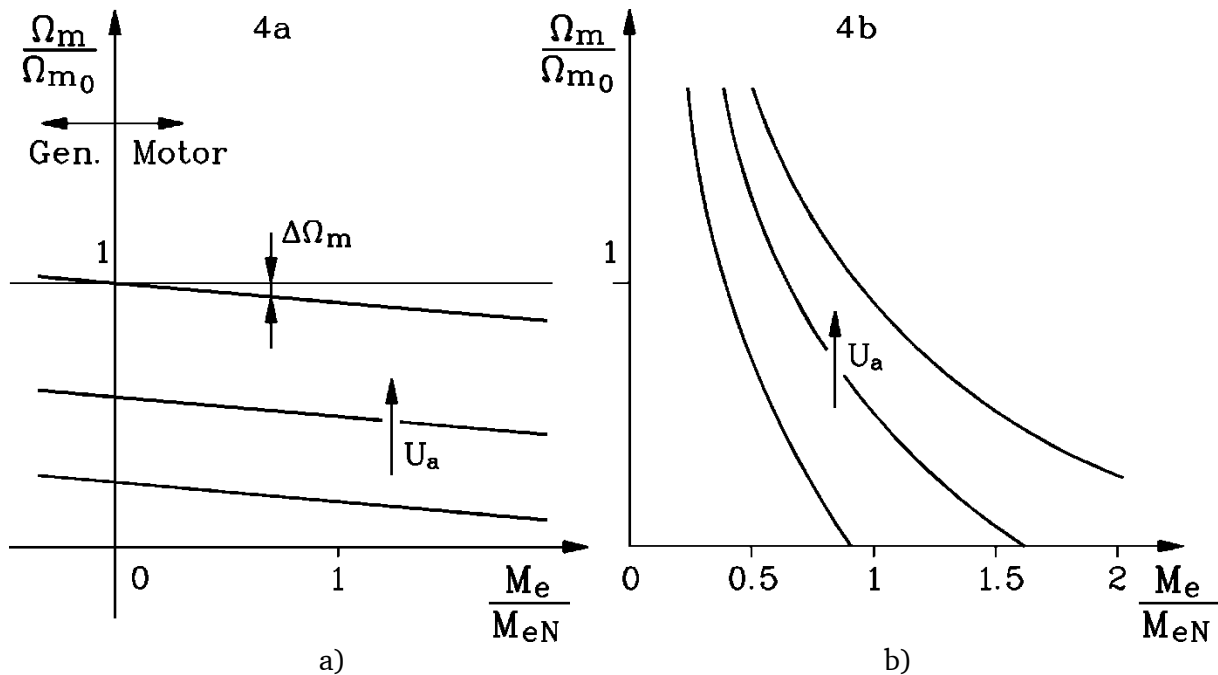 4a
Ωm
Ωm0
Gen. Motor
1
ΔΩm
Ua
0 1
Me
MeN
a)
4b
Ωm
Ωm0
1
Ua
0 0.5 1 1.5 2
Me
MeN
b)